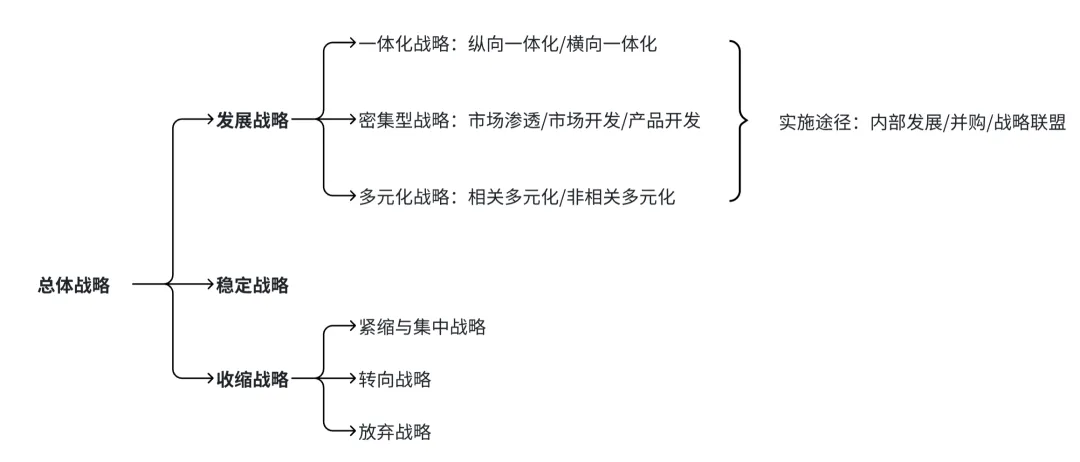 一体化战略：纵向一体化/横向一体化
发展战略
密集型战略：市场渗透/市场开发/产品开发
实施途径：内部发展/并购/战略联盟
多元化战略：相关多元化/非相关多元化
总体战略
稳定战略
紧缩与集中战略
收缩战略
转向战略
放弃战略